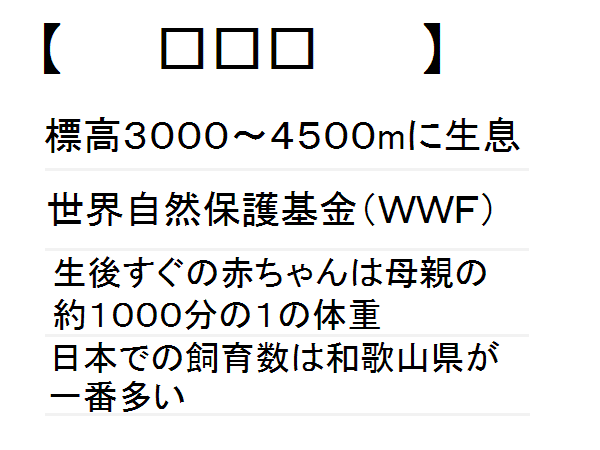 【　□□□　】
標高3000～4500mに生息
世界自然保護基金（WWF）
生後すぐの赤ちゃんは母親の
約1000分の1の体重
日本での飼育数は和歌山県が
一番多い